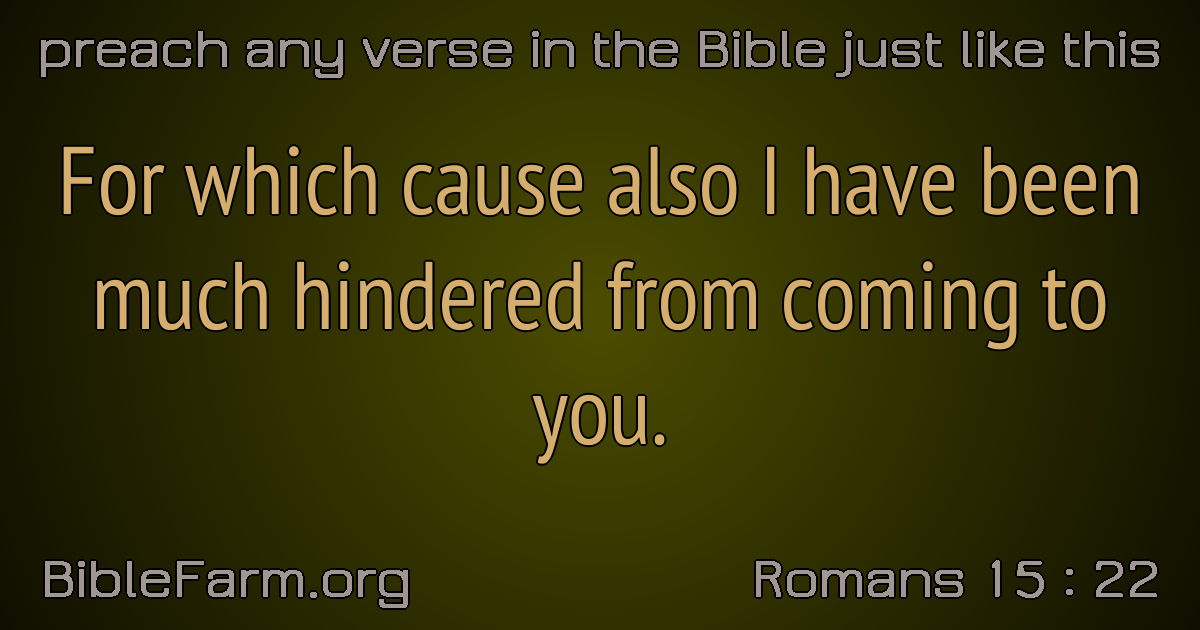 preach any verse in the Bible just like this
For which cause also I have been
much hindered from coming to
you.
BibleFarm.org
Romans 15 : 22